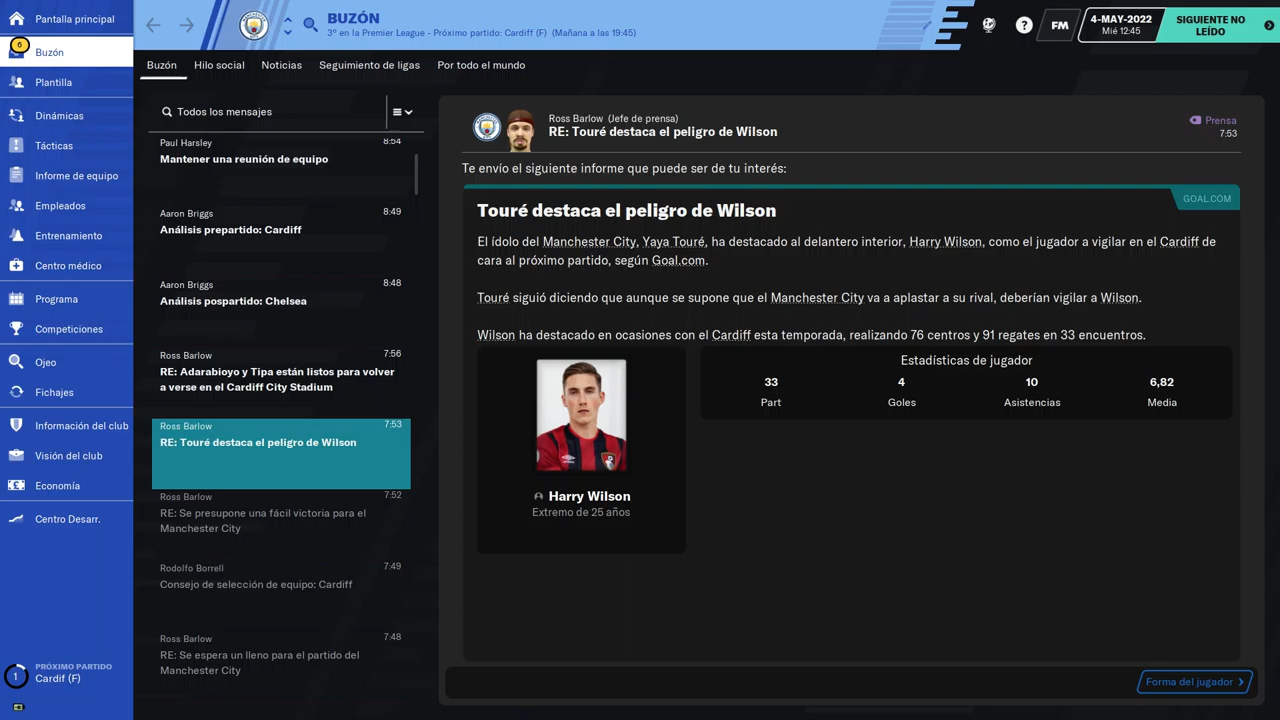 Pantalla principal
6
Buzón
Plantilla
Dinámicas
Tácticas
Informe de equipo
Empleados
Entrenamiento
Centro médico
Programa
Competiciones
Ojeo
Fichajes
Información del club
Visión del club
Economía
Centro Desarr.
1
PRÓXIMO PARTIDO
Cardif (F)
BUZÓN
3º en la Premier League - Próximo partido: Cardiff (F) (Mañana a las 19:45)
?
FM
4-MAY-2022
Mié 12:45
SIGUIENTE NO
LEÍDO
Buzón
Hilo social
Noticias
Seguimiento de ligas
Por todo el mundo
Todos los mensajes
Paul Harsley 8:54
Mantener una reunión de equipo
Aaron Briggs 8:49
Análisis prepartido: Cardiff
Aaron Briggs 8:48
Análisis pospartido: Chelsea
Ross Barlow 7:56
RE: Adarabioyo y Tipa están listos para volver
a verse en el Cardiff City Stadium
Ross Barlow 7:53
RE: Touré destaca el peligro de Wilson
Ross Barlow 7:52
RE: Se presupone una fácil victoria para el
Manchester City
Rodolfo Borrell 7:49
Consejo de selección de equipo: Cardiff
Ross Barlow 7:48
RE: Se espera un lleno para el partido del
Manchester City
Ross Barlow (Jefe de prensa)
RE: Touré destaca el peligro de Wilson
Prensa
7:53
Te envío el siguiente informe que puede ser de tu interés:
GOAL.COM
Touré destaca el peligro de Wilson
El ídolo del Manchester City, Yaya Touré, ha destacado al delantero interior, Harry Wilson, como el jugador a vigilar en el Cardiff de
cara al próximo partido, según Goal.com.
Touré siguió diciendo que aunque se supone que el Manchester City va a aplastar a su rival, deberían vigilar a Wilson.
Wilson ha destacado en ocasiones con el Cardiff esta temporada, realizando 76 centros y 91 regates en 33 encuentros.
Harry Wilson
Extremo de 25 años
Estadísticas de jugador
33 4 10 6,82
Part Goles Asistencias Media
Forma del jugador